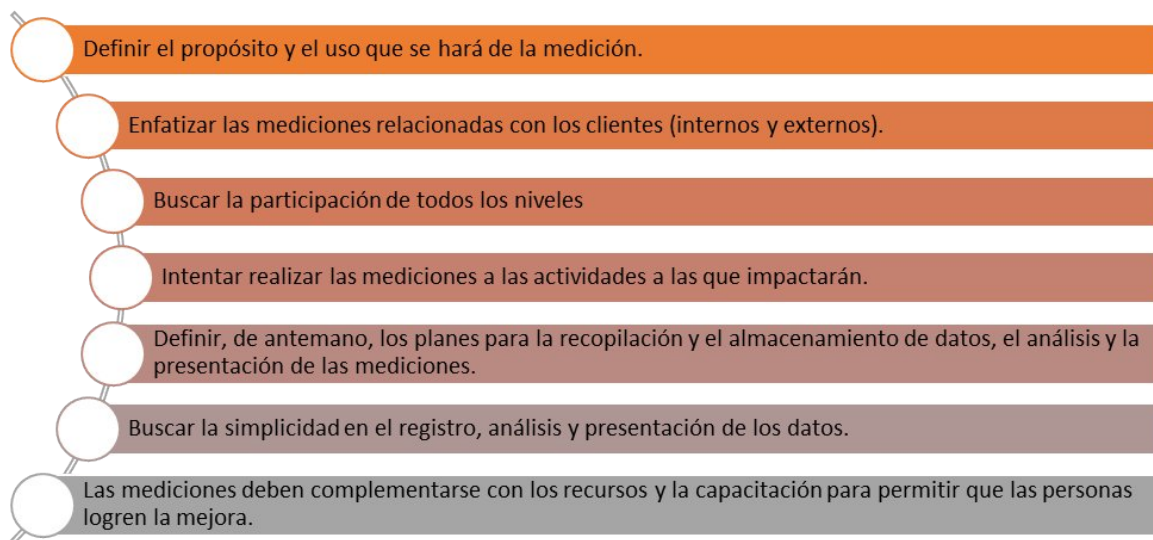 Definir el propósito y el uso que se hará de la medición.
Enfatizar las mediciones relacionadas con los clientes (internos y externos).
Buscar la participación de todos los niveles
Intentar realizar las mediciones a las actividades a las que impactarán.
Definir, de antemano, los planes para la recopilación y el almacenamiento de datos, el análisis y la
presentación de las mediciones.
Buscar la simplicidad en el registro, análisis y presentación de los datos.
Las mediciones deben complementarse con los recursos y la capacitación para permitir que las personas
logren la mejora.